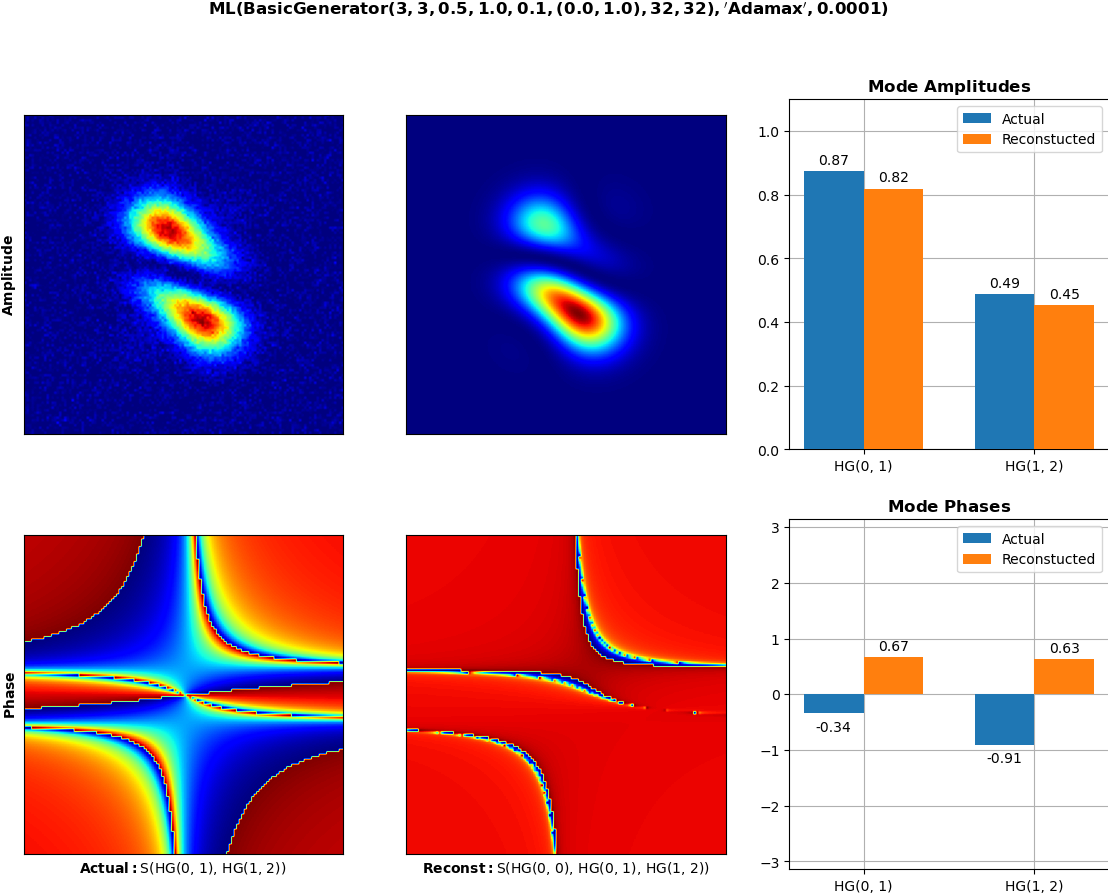 ML(BasicGenerator(3, 3, 0.5, 1.0, 0.1, (0.0, 1.0), 32, 32), ′Adamax′, 0.0001)
Amplitude
Mode Amplitudes
Actual
Reconstucted
1.0
0.8
0.6
0.4
0.2
0.0
0.87
0.82
0.49
0.45
HG(0, 1)
HG(1, 2)
Phase
Actual: S(HG(0, 1), HG(1, 2))
Reconst: S(HG(0, 0), HG(0, 1), HG(1, 2))
Mode Phases
Actual
Reconstucted
3
2
1
0
−1
−2
−3
-0.34
0.67
-0.91
0.63
HG(0, 1)
HG(1, 2)